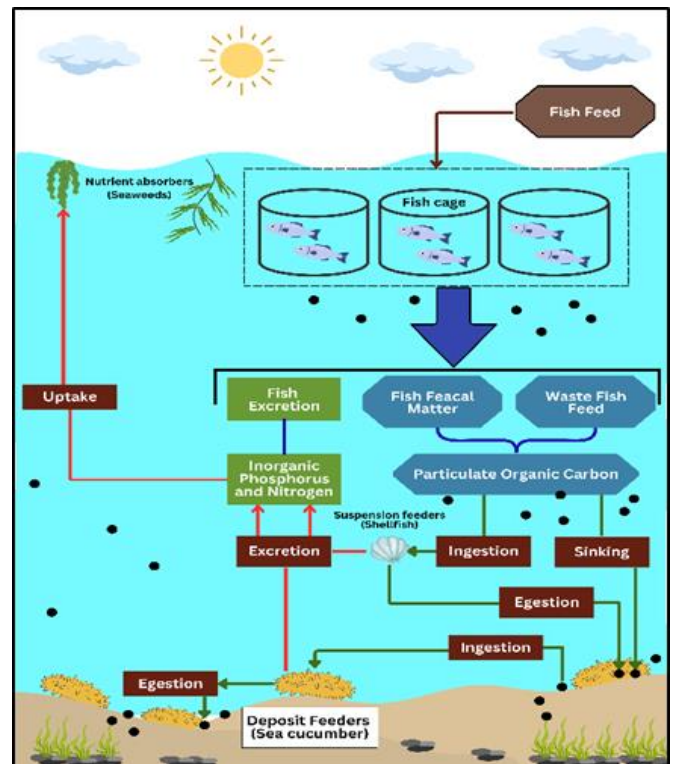 Fish Feed
Nutrient absorbers
(Seaweeds)
Fish cage
Uptake
Fish
Excretion
Fish Feacal
Matter
Waste Fish
Feed
Inorganic
Phosphorus
and Nitrogen
Particulate Organic Carbon
Suspension feeders
(Shellfish)
Excretion
Ingestion
Sinking
Egestion
Ingestion
Egestion
Deposit Feeders
(Sea cucumber)